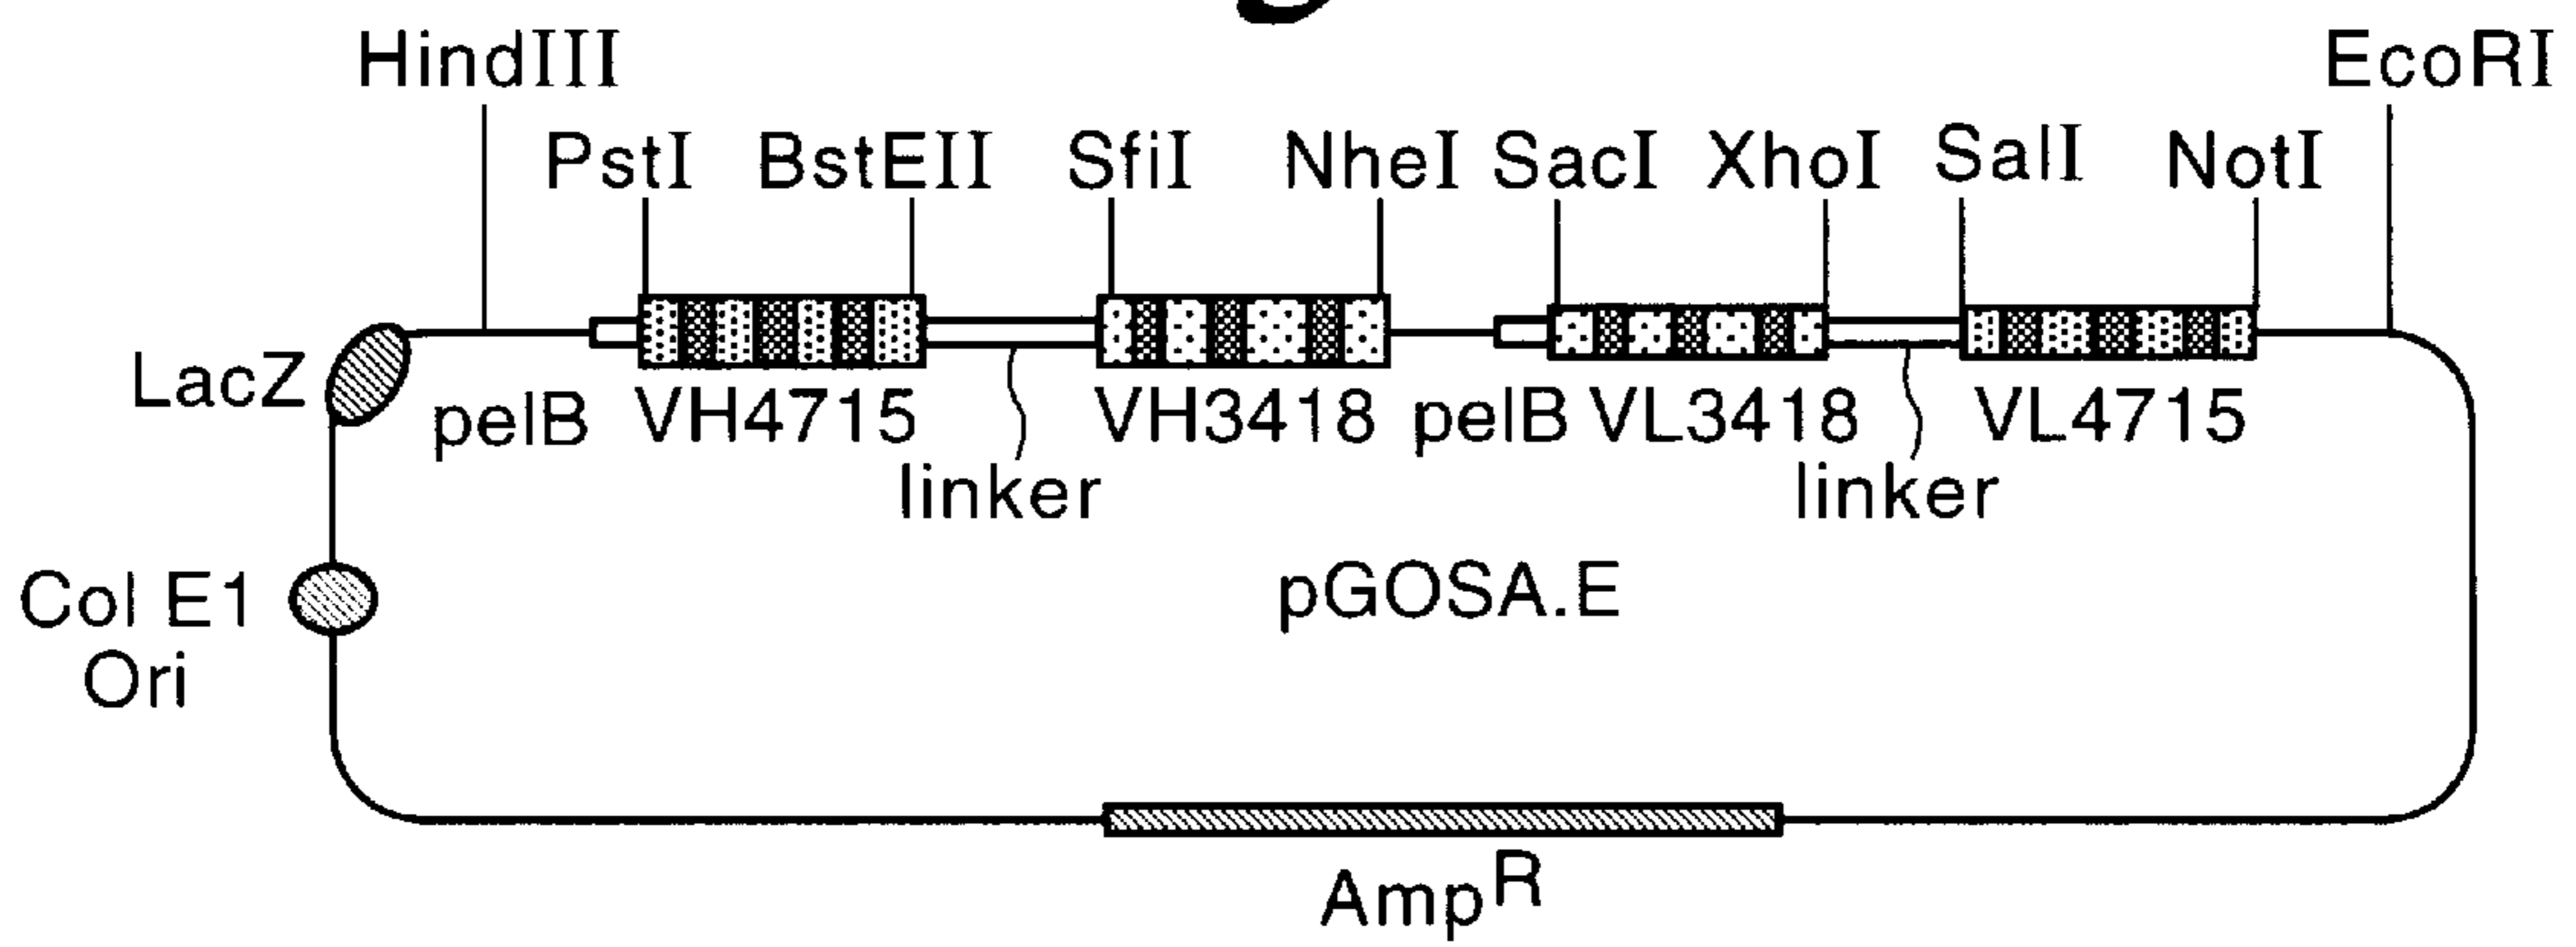 HindIII EcoRI
PstI BstEII SfiI NheI SacI XhoI SalI NotI
LacZ pelB VH4715 VH3418 pelB VL3418 VL4715
linker linker
Col E1
Ori
pGOSA.E
AmpR